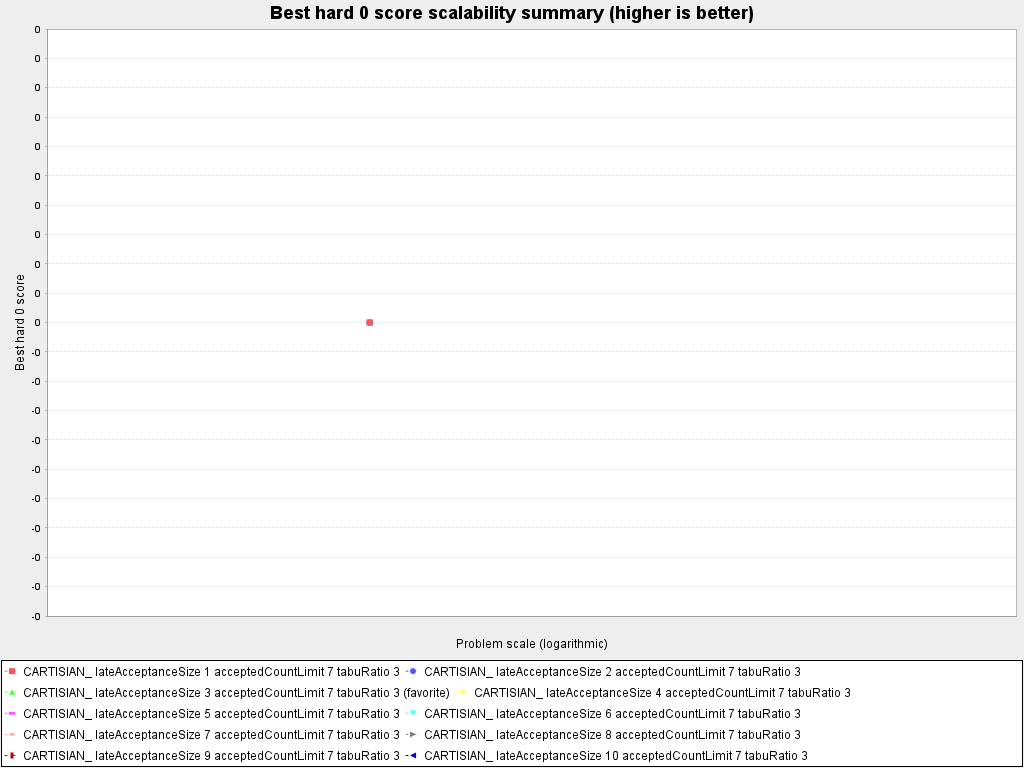 Best hard 0 score scalability summary (higher is better)
0
0
0
0
0
0
0
0
0
0
0
-0
-0
-0
-0
-0
-0
-0
-0
-0
-0
Best hard 0 score
Problem scale (logarithmic)
CARTISIAN_ lateAcceptanceSize 1 acceptedCountLimit 7 tabuRatio 3 CARTISIAN_ lateAcceptanceSize 2 acceptedCountLimit 7 tabuRatio 3
CARTISIAN_ lateAcceptanceSize 3 acceptedCountLimit 7 tabuRatio 3 (favorite) CARTISIAN_ lateAcceptanceSize 4 acceptedCountLimit 7 tabuRatio 3
CARTISIAN_ lateAcceptanceSize 5 acceptedCountLimit 7 tabuRatio 3 CARTISIAN_ lateAcceptanceSize 6 acceptedCountLimit 7 tabuRatio 3
CARTISIAN_ lateAcceptanceSize 7 acceptedCountLimit 7 tabuRatio 3 CARTISIAN_ lateAcceptanceSize 8 acceptedCountLimit 7 tabuRatio 3
CARTISIAN_ lateAcceptanceSize 9 acceptedCountLimit 7 tabuRatio 3 CARTISIAN_ lateAcceptanceSize 10 acceptedCountLimit 7 tabuRatio 3